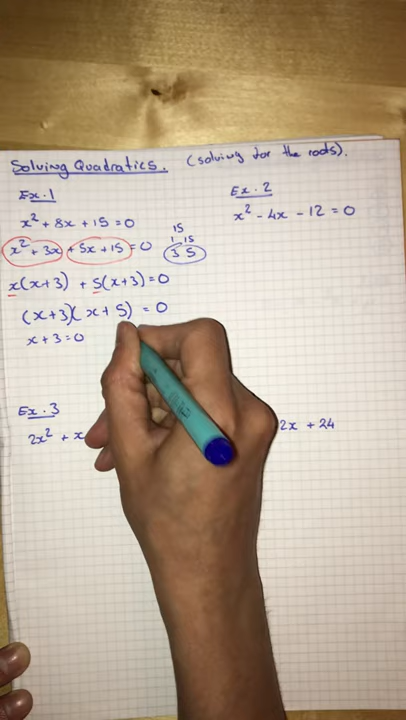 Solving Quadratics. (solving for the roots).
Ex.1
x² + 8x + 15 = 0
x² + 3x + 5x + 15 = 0
15
1 15
3 5
x(x+3) + 5(x+3) = 0
(x+3)(x+5) = 0
x+3=0
Ex.2
x² - 4x - 12 = 0
Ex.3
2x² + x
2x + 24